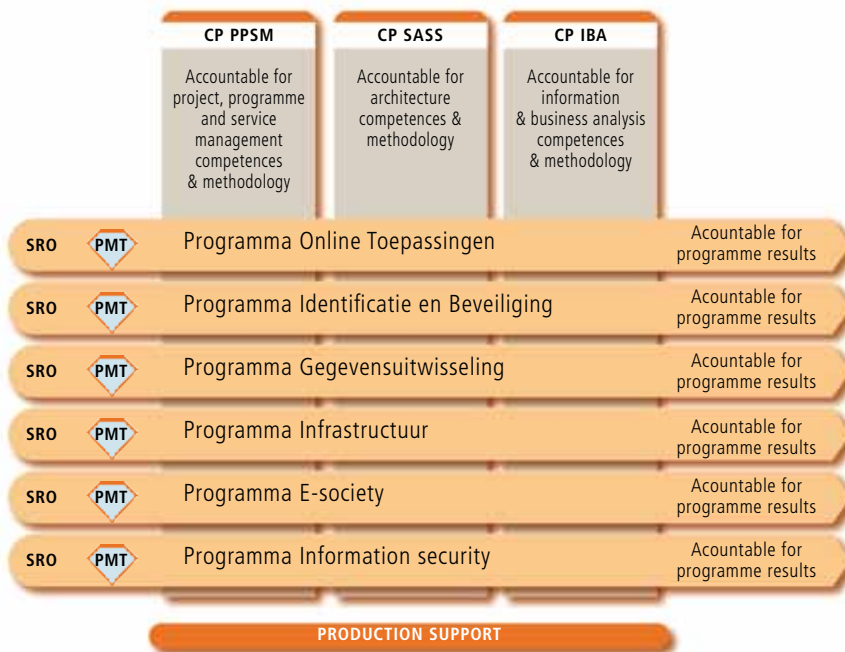 CP PPSM
Accountable for
project, programme
and service
management
competences
& methodology
CP SASS
Accountable for
architecture
competences &
methodology
CP IBA
Accountable for
information
& business analysis
competences
& methodology
SRO PMT Programma Online Toepassingen
Acountable for
programme results
SRO PMT Programma Identificatie en Beveiliging
Acountable for
programme results
SRO PMT Programma Gegevensuitwisseling
Acountable for
programme results
SRO PMT Programma Infrastructuur
Acountable for
programme results
SRO PMT Programma E-society
Acountable for
programme results
SRO PMT Programma Information security
Acountable for
programme results
PRODUCTION SUPPORT